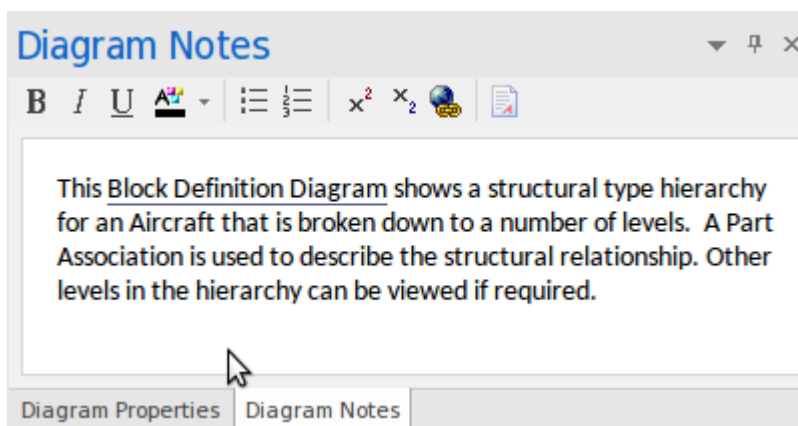 Diagram Notes
B I U A x² x₂
This Block Definition Diagram shows a structural type hierarchy
for an Aircraft that is broken down to a number of levels.  A Part
Association is used to describe the structural relationship. Other
levels in the hierarchy can be viewed if required.
Diagram Properties Diagram Notes